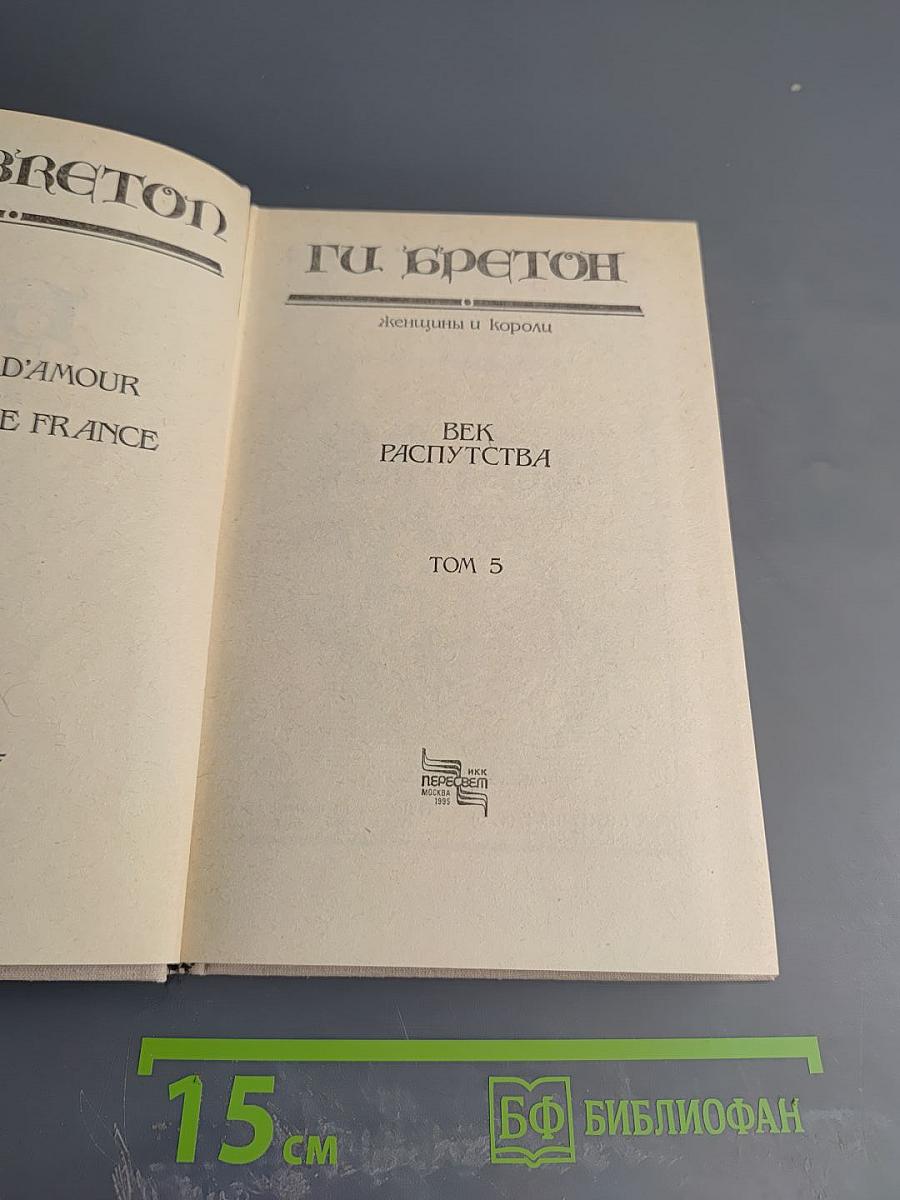 BRETON
D'AMOUR
E FRANCE
ГИ БРЕТОН
женщины и короли
ВЕК
РАСПУТСТВА
ТОМ 5
ИКК
ПЕРЕСВЕТ
МОСКВА
1995
15 см
БФ БИБЛИОФАН